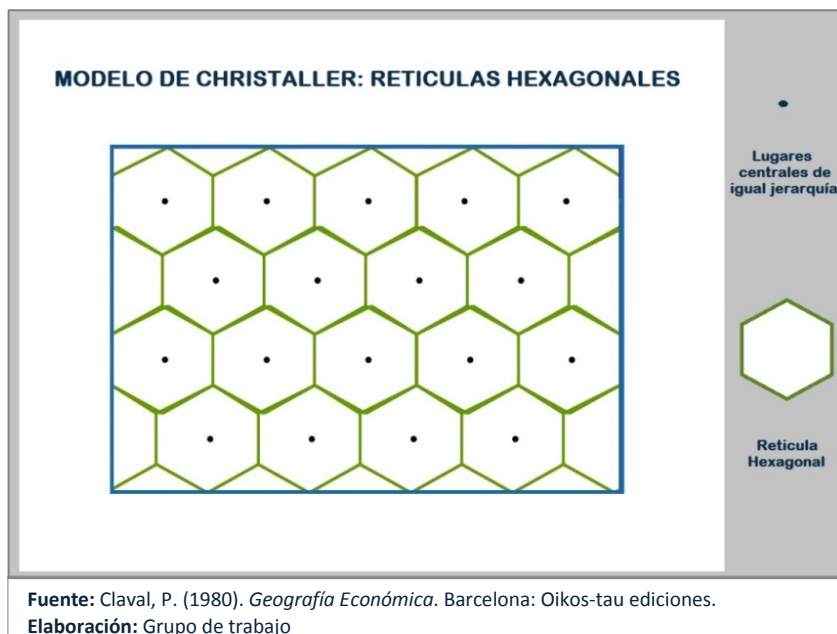 MODELO DE CHRISTALLER: RETICULAS HEXAGONALES
Lugares
centrales de
igual jerarquía
Reticula
Hexagonal
Fuente: Claval, P. (1980). Geografía Económica. Barcelona: Oikos-tau ediciones.
Elaboración: Grupo de trabajo